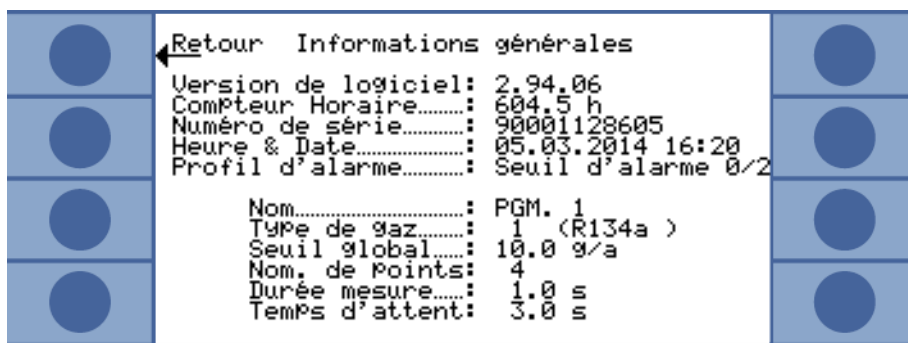 Retour Informations générales
Version de logiciel: 2.94.06
Compteur Horaire……: 604.5 h
Numéro de série………: 90001128605
Heure & Date……………: 05.03.2014 16:20
Profil d'alarme………: Seuil d'alarme 0/2
Nom……………………: PGM. 1
Type de gaz……: 1 (R134a )
Seuil global……: 10.0 g/a
Nom. de points: 4
Durée mesure……: 1.0 s
Temps d'attent: 3.0 s